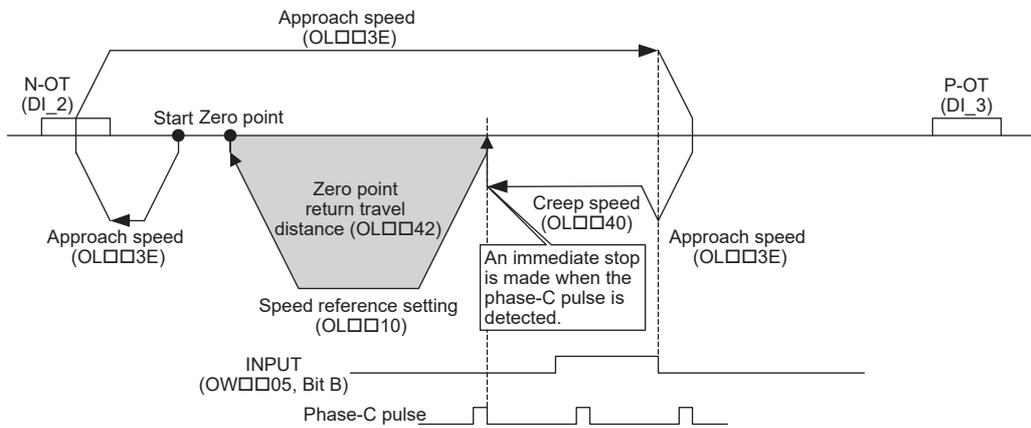 Approach speed
(OL□□3E)
N-OT
(DI_2)
P-OT
(DI_3)
Start Zero point
Zero point
return travel
distance (OL□□42)
Creep speed
(OL□□40)
Approach speed
(OL□□3E)
Approach speed
(OL□□3E)
An immediate stop
is made when the
phase-C pulse is
detected.
Speed reference setting
(OL□□10)
INPUT
(OW□□05, Bit B)
Phase-C pulse